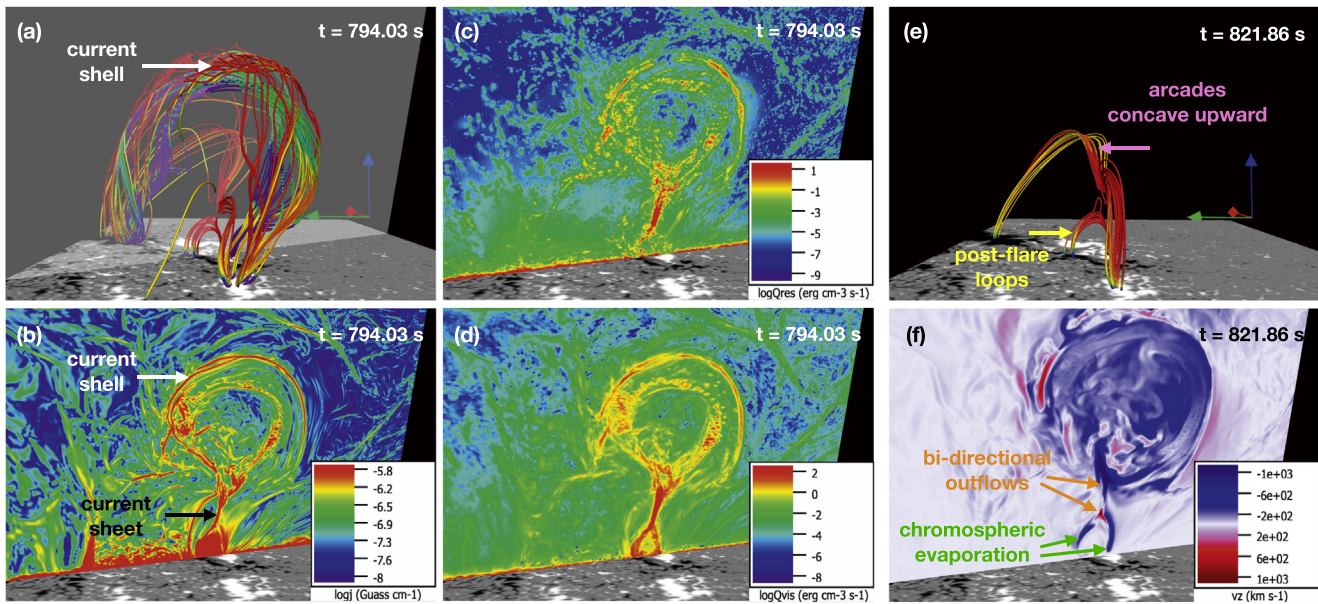 (a)
t = 794.03 s
current
shell
(c)
t = 794.03 s
1
-1
-3
-5
-7
-9
logQres (erg cm-3 s-1)
(e)
t = 821.86 s
arcades
concave upward
post-flare
loops
(b)
t = 794.03 s
current
shell
current
sheet
-5.8
-6.2
-6.5
-6.9
-7.3
-7.6
-8
logj (Guass cm-1)
(d)
t = 794.03 s
2
0
-2
-4
-6
-8
logQvis (erg cm-3 s-1)
(f)
t = 821.86 s
bi-directional
outflows
chromospheric
evaporation
-1e+03
-6e+02
-2e+02
2e+02
6e+02
1e+03
vz (km s-1)